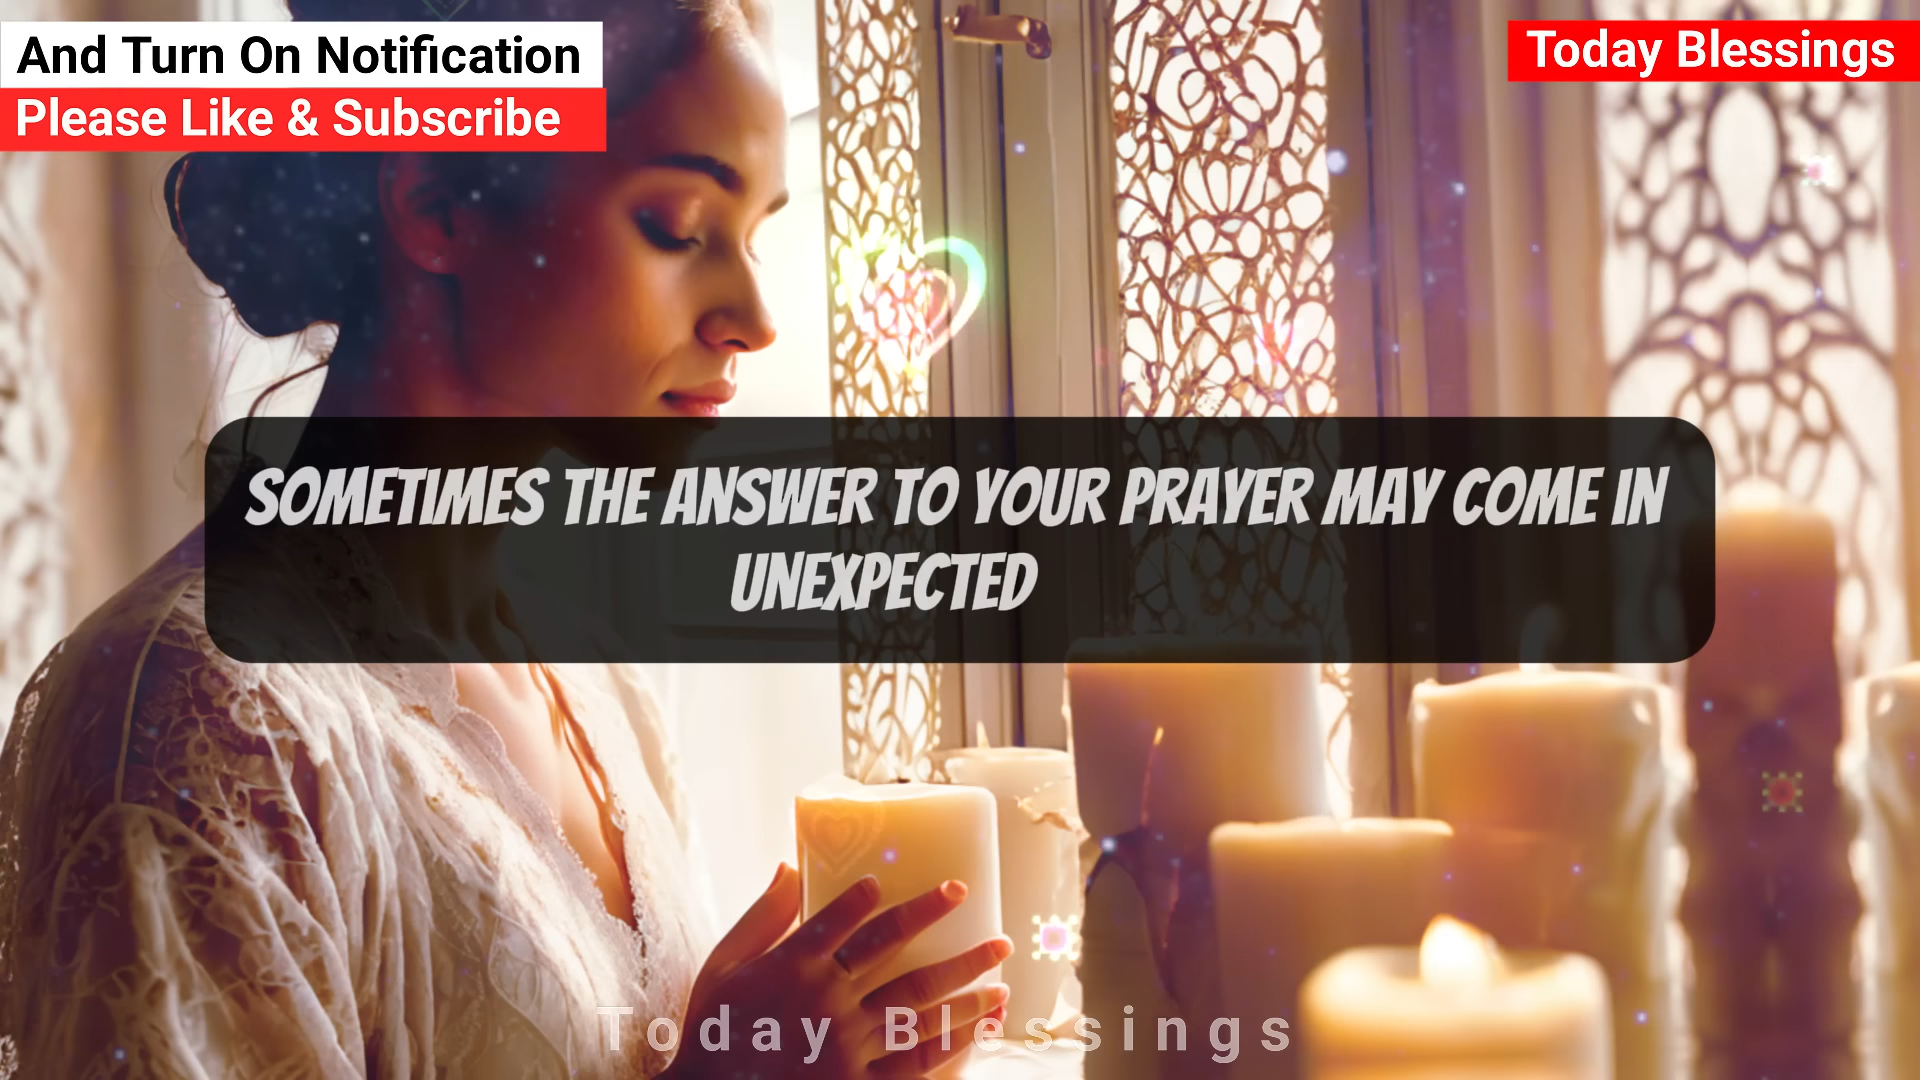 And Turn On Notification
Please Like & Subscribe
Today Blessings
SOMETIMES THE ANSWER TO YOUR PRAYER MAY COME IN
UNEXPECTED
Today Blessings